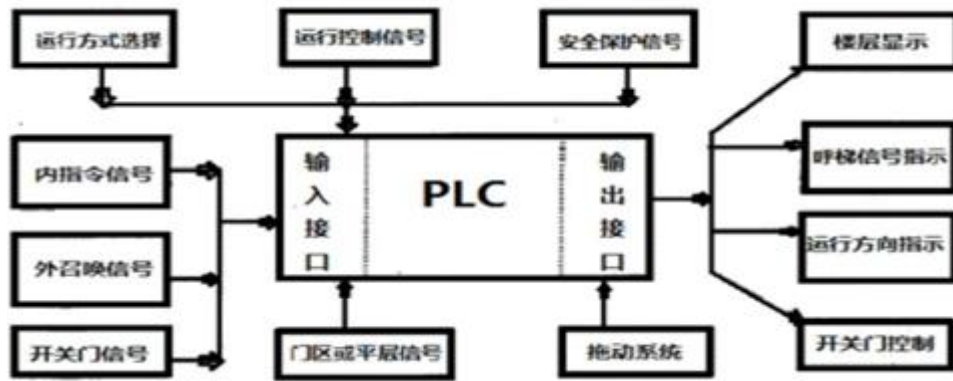 运行方式选择
运行控制信号
安全保护信号
楼层显示
内指令信号
外召唤信号
开关门信号
输入接口
PLC
输出接口
呼梯信号指示
运行方向指示
门区或平层信号
拖动系统
开关门控制